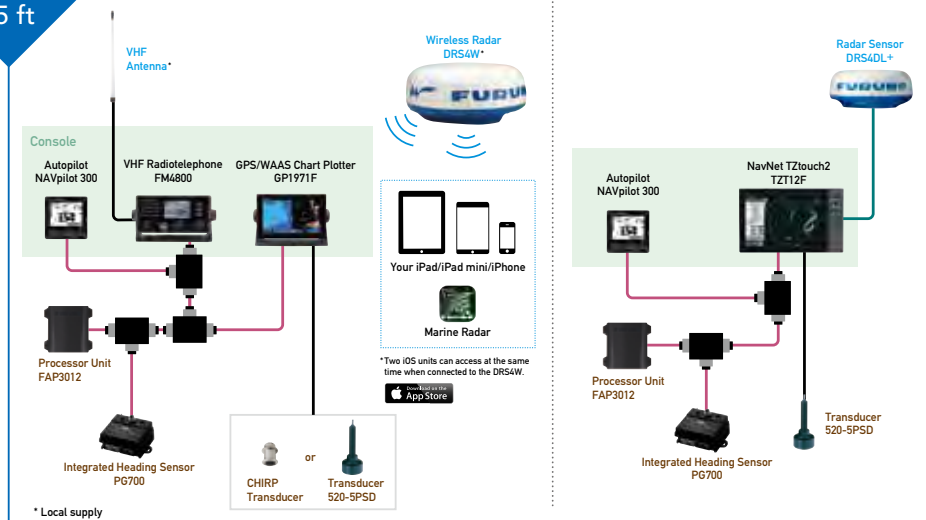 5 ft
VHF
Antenna*
Wireless Radar
DRS4W*
FURUNO
Console
Autopilot
NAVpilot 300
VHF Radiotelephone
FM4800
GPS/WAAS Chart Plotter
GP1971F
Your iPad/iPad mini/iPhone
Marine Radar
*Two iOS units can access at the same
time when connected to the DRS4W.
Download on the
App Store
Processor Unit
FAP3012
Integrated Heading Sensor
PG700
CHIRP
Transducer
or
Transducer
520-5PSD
* Local supply
Radar Sensor
DRS4DL+
FURUNO
Autopilot
NAVpilot 300
NavNet TZtouch2
TZT12F
Processor Unit
FAP3012
Integrated Heading Sensor
PG700
Transducer
520-5PSD